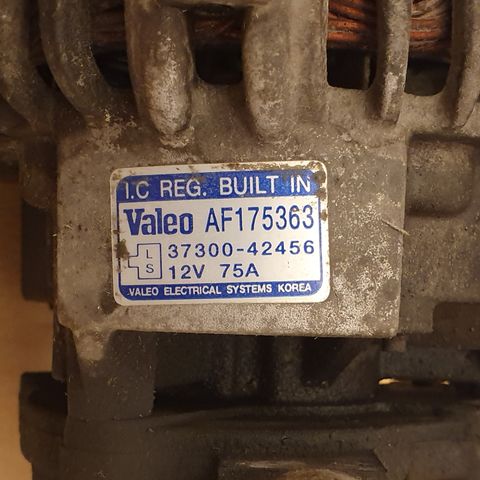 I.C REG. BUILT IN
Valeo AF175363
L 37300-42456
S 12V 75A
VALEO ELECTRICAL SYSTEMS KOREA